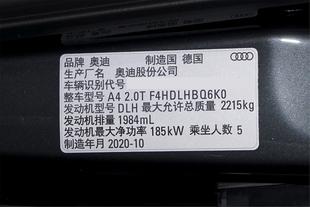 品牌 奥迪 制造国 德国
生产厂名 奥迪股份公司
车辆识别代号
整车型号 A4 2.0T F4HDLHBQ6K0
发动机型号 DLH 最大允许总质量 2215kg
发动机排量 1984mL
发动机最大净功率 185kW 乘坐人数 5
制造年月 2020-10